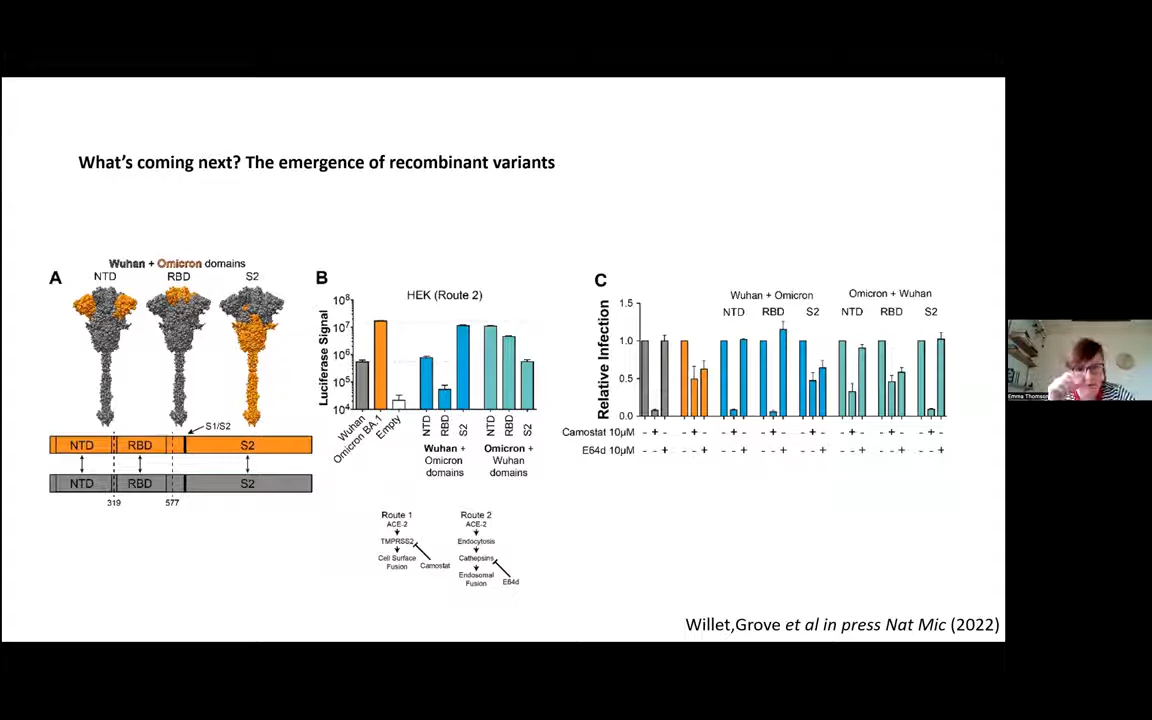 What's coming next? The emergence of recombinant variants
A
Wuhan + Omicron domains
NTD RBD S2
S1/S2
NTD RBD S2
NTD RBD S2
319 577
B
HEK (Route 2)
Luciferase Signal
10^8
10^7
10^6
10^5
10^4
Wuhan
Omicron BA.1
Empty
NTD RBD S2 NTD RBD S2
Wuhan + Omicron domains
Omicron + Wuhan domains
Route 1
ACE-2
TMPRSS2
Cell Surface
Fusion
Camostat
Route 2
ACE-2
Endocytosis
Cathepsins
Endosomal
Fusion
E64d
C
Relative Infection
1.5
1.0
0.5
0.0
Wuhan + Omicron
NTD RBD S2
Omicron + Wuhan
NTD RBD S2
Camostat 10μM - + - - + - - + - - + - - + - - + - - + - - + -
E64d 10μM - - + - - + - - + - - + - - + - - + - - + - - +
Willet,Grove et al in press Nat Mic (2022)
Emma Thomson